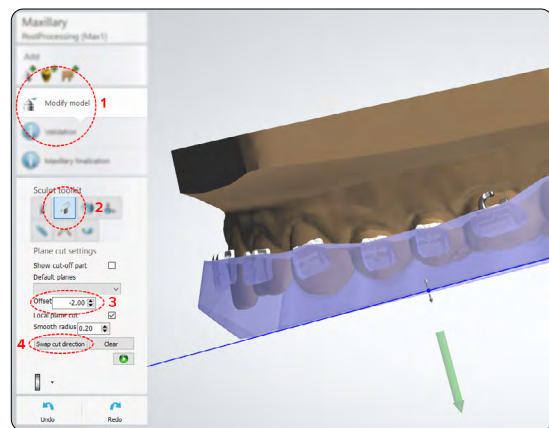 Maxillary
PostProcessing (Max1)
Add
Modify model
1
Validation
Maxillary finalization
Sculpt toolkit
2
Plane cut settings
Show cut-off part
Default planes
Offset -2.00
3
Local plane cut
Smooth radius 0.20
4
Swap cut direction Clear
Undo Redo